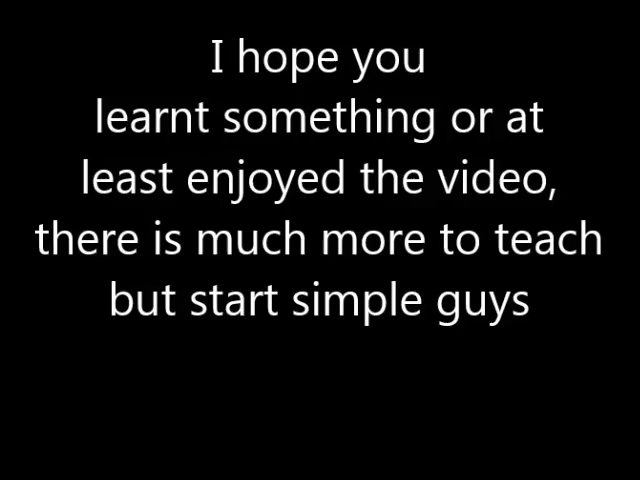 I hope you
learnt something or at
least enjoyed the video,
there is much more to teach
but start simple guys